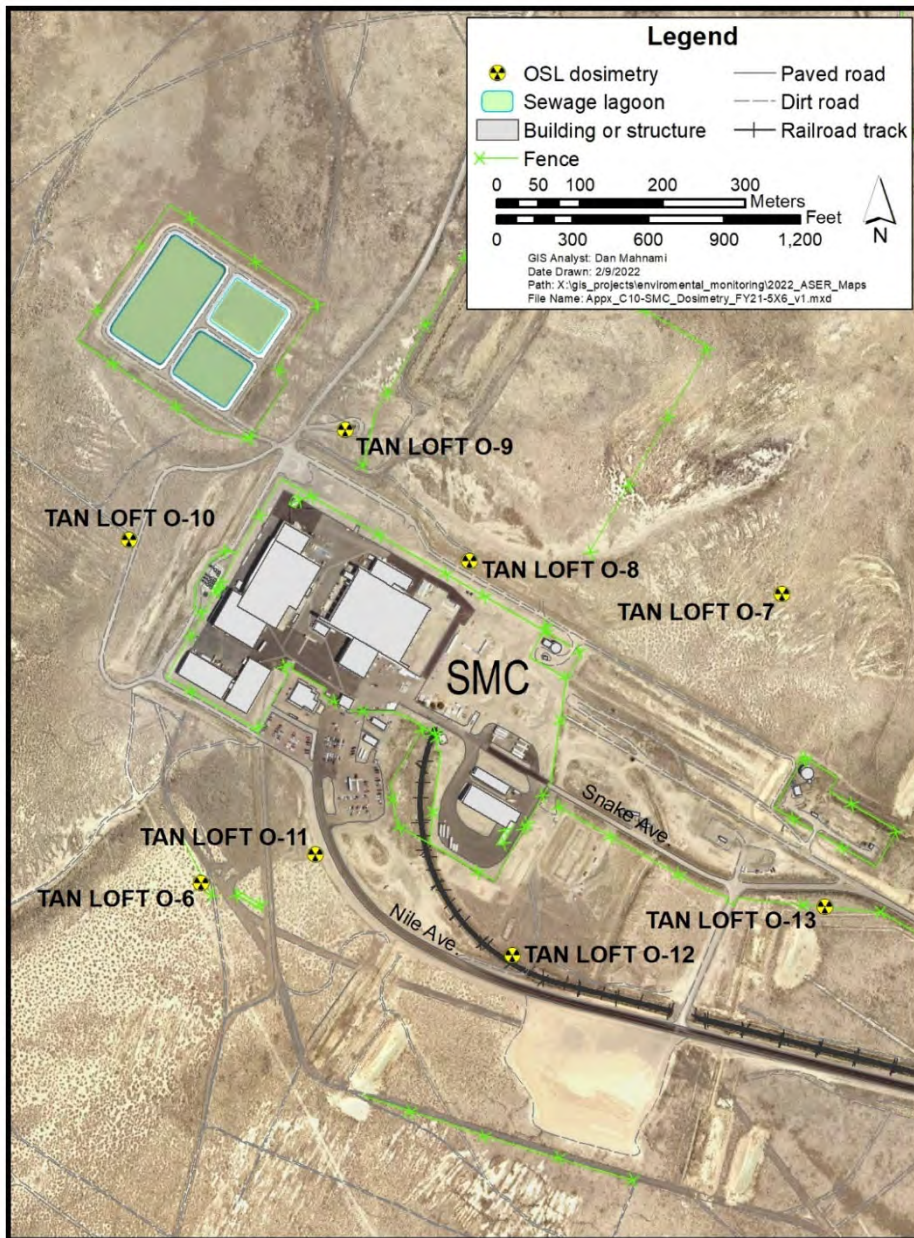 Legend
OSL dosimetry
Sewage lagoon
Building or structure
Fence
Paved road
Dirt road
Railroad track
0 50 100 200 300
Meters
Feet
0 300 600 900 1,200
N
GIS Analyst: Dan Mahnami
Date Drawn: 2/9/2022
Path: X:\gis_projects\enviromental_monitoring\2022_ASER_Maps
File Name: Appx_C10-SMC_Dosimetry_FY21-5X6_v1.mxd
TAN LOFT O-9
TAN LOFT O-10
TAN LOFT O-8
TAN LOFT O-7
SMC
Snake Ave.
TAN LOFT O-11
TAN LOFT O-6
TAN LOFT O-13
Nile Ave.
TAN LOFT O-12